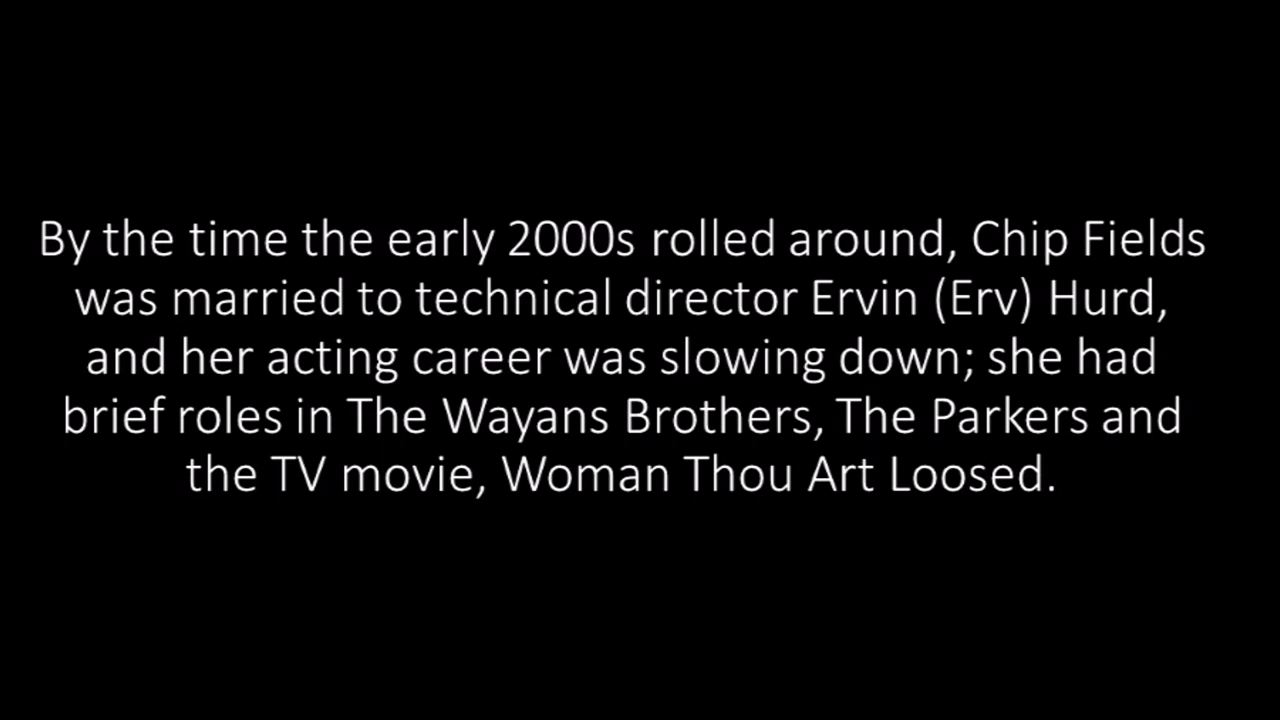 By the time the early 2000s rolled around, Chip Fields
was married to technical director Ervin (Erv) Hurd,
and her acting career was slowing down; she had
brief roles in The Wayans Brothers, The Parkers and
the TV movie, Woman Thou Art Loosed.